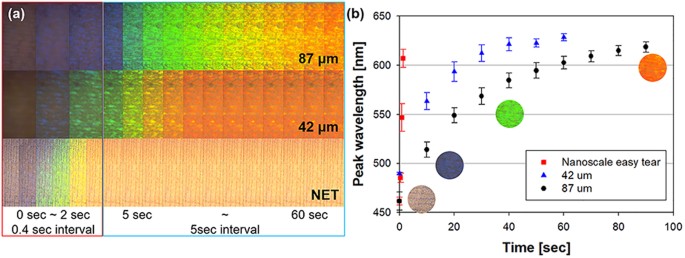 (a)
87 µm
42 µm
NET
0 sec ~ 2 sec
0.4 sec interval
5 sec ~ 60 sec
5sec interval
(b)
Peak wavelength [nm]
650
600
550
500
450
Nanoscale easy tear
42 um
87 um
0 20 40 60 80 100
Time [sec]